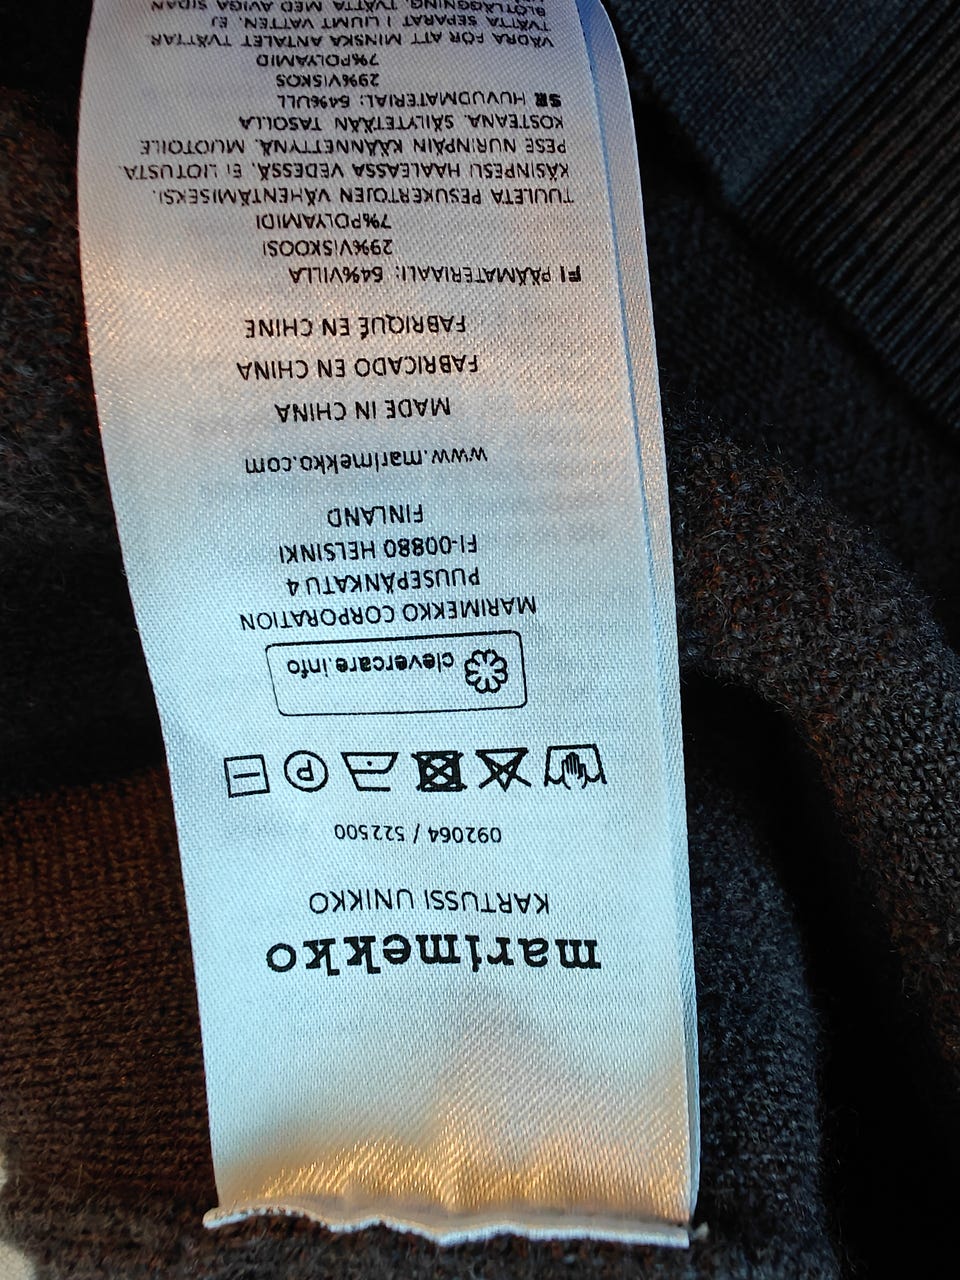 marimekko
KARTUSSI UNIKKO
092064 / 522500
P
clevercare.info
MARIMEKKO CORPORATION
PUUSEPÄNKATU 4
FI-00880 HELSINKI
FINLAND
www.marimekko.com
MADE IN CHINA
FABRICADO EN CHINA
FABRIQUÉ EN CHINE
FI PÄÄMATERIAALI: 64%VILLA
29%VISKOOSI
7%POLYAMIDI
TUULETA PESUKERTOJEN VÄHENTÄMISEKSI.
KÄSINPESU HAALEASSA VEDESSÄ, EI LIOTUSTA.
PESE NURINPÄIN KÄÄNNETTYNÄ. MUOTOILE
KOSTEANA. SÄILYTETÄÄN TASOLLA
SE HUVUDMATERIAL: 64%ULL
29%VISKOS
7%POLYAMID
VÄDRA FÖR ATT MINSKA ANTALET TVÄTTAR.
TVÄTTA SEPARAT I LJUMT VATTEN, EJ
BLÖTLÄGGNING. TVÄTTA MED AVIGA SIDAN